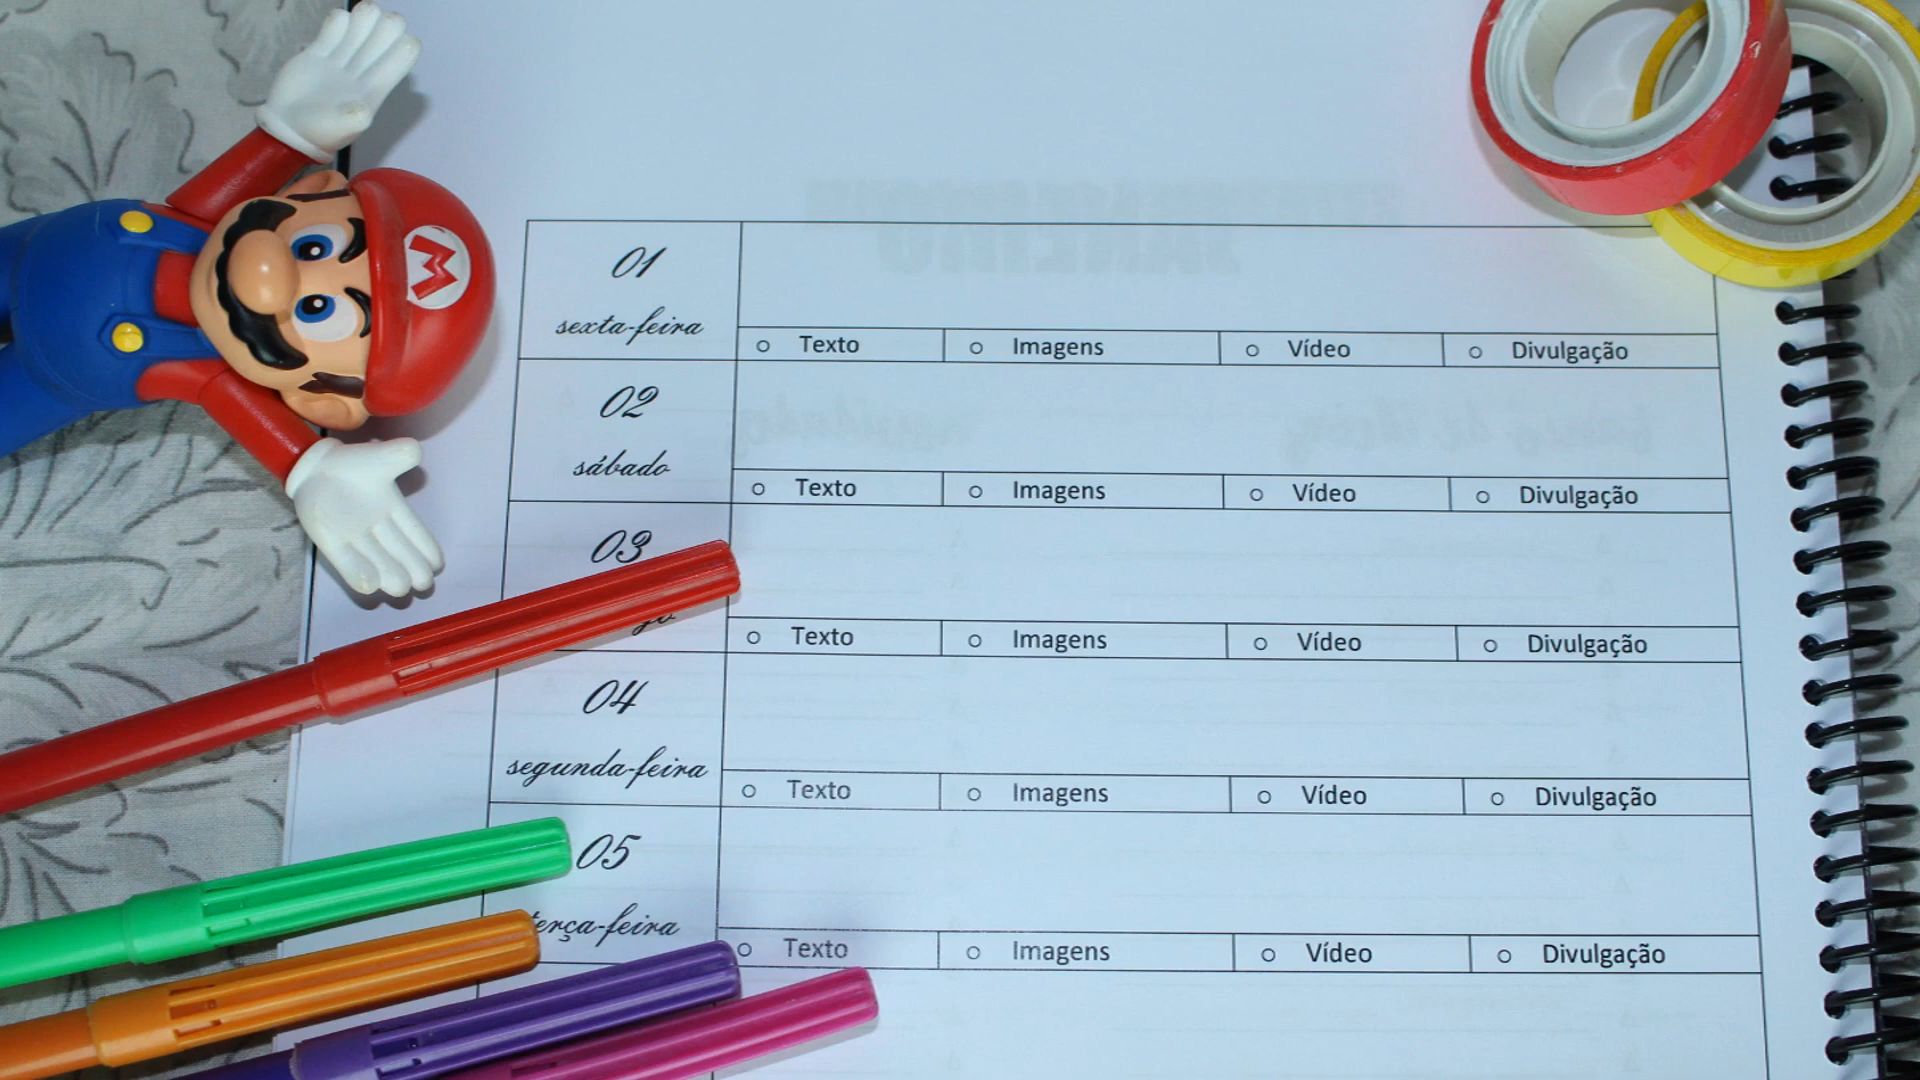 M
01
sexta-feira
Texto Imagens Vídeo Divulgação
02
sábado
Texto Imagens Vídeo Divulgação
03
Texto Imagens Vídeo Divulgação
04
segunda-feira
Texto Imagens Vídeo Divulgação
05
terça-feira
Texto Imagens Vídeo Divulgação